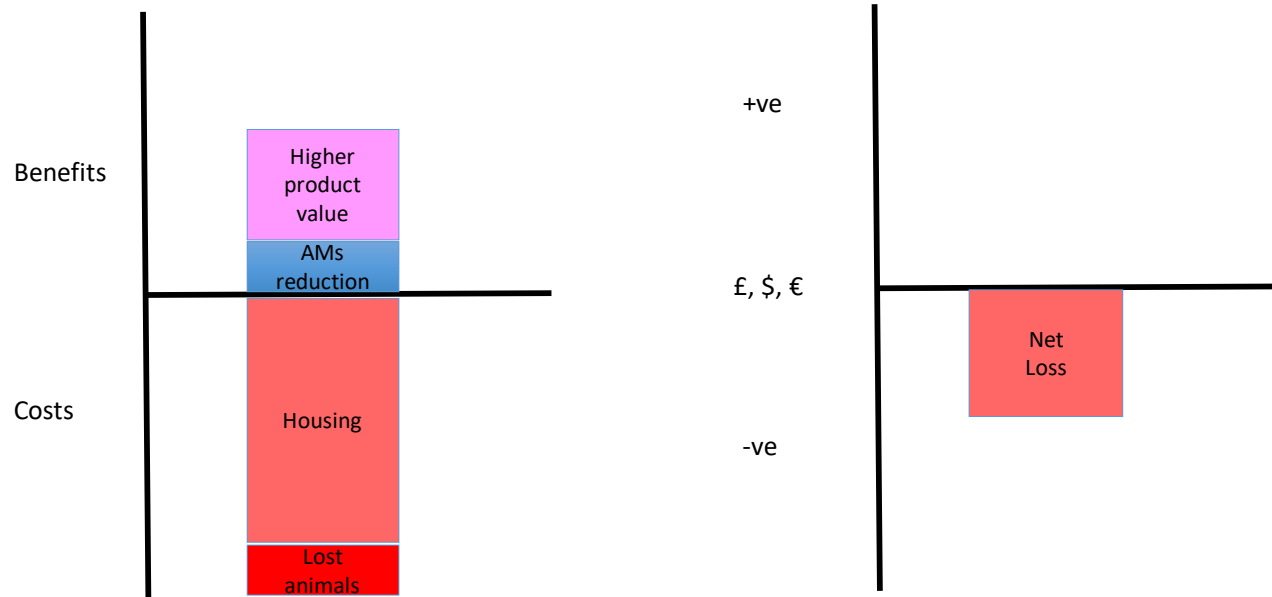 Benefits
Higher
product
value
AMs
reduction
Costs
Housing
Lost
animals
+ve
£, $, €
-ve
Net
Loss